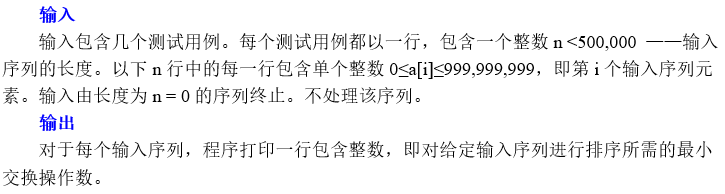 输入
输入包含几个测试用例。每个测试用例都以一行，包含一个整数 n <500,000 ——输入
序列的长度。以下 n 行中的每一行包含单个整数 0≤a[i]≤999,999,999，即第 i 个输入序列元
素。输入由长度为 n = 0 的序列终止。不处理该序列。
输出
对于每个输入序列，程序打印一行包含整数，即对给定输入序列进行排序所需的最小
交换操作数。